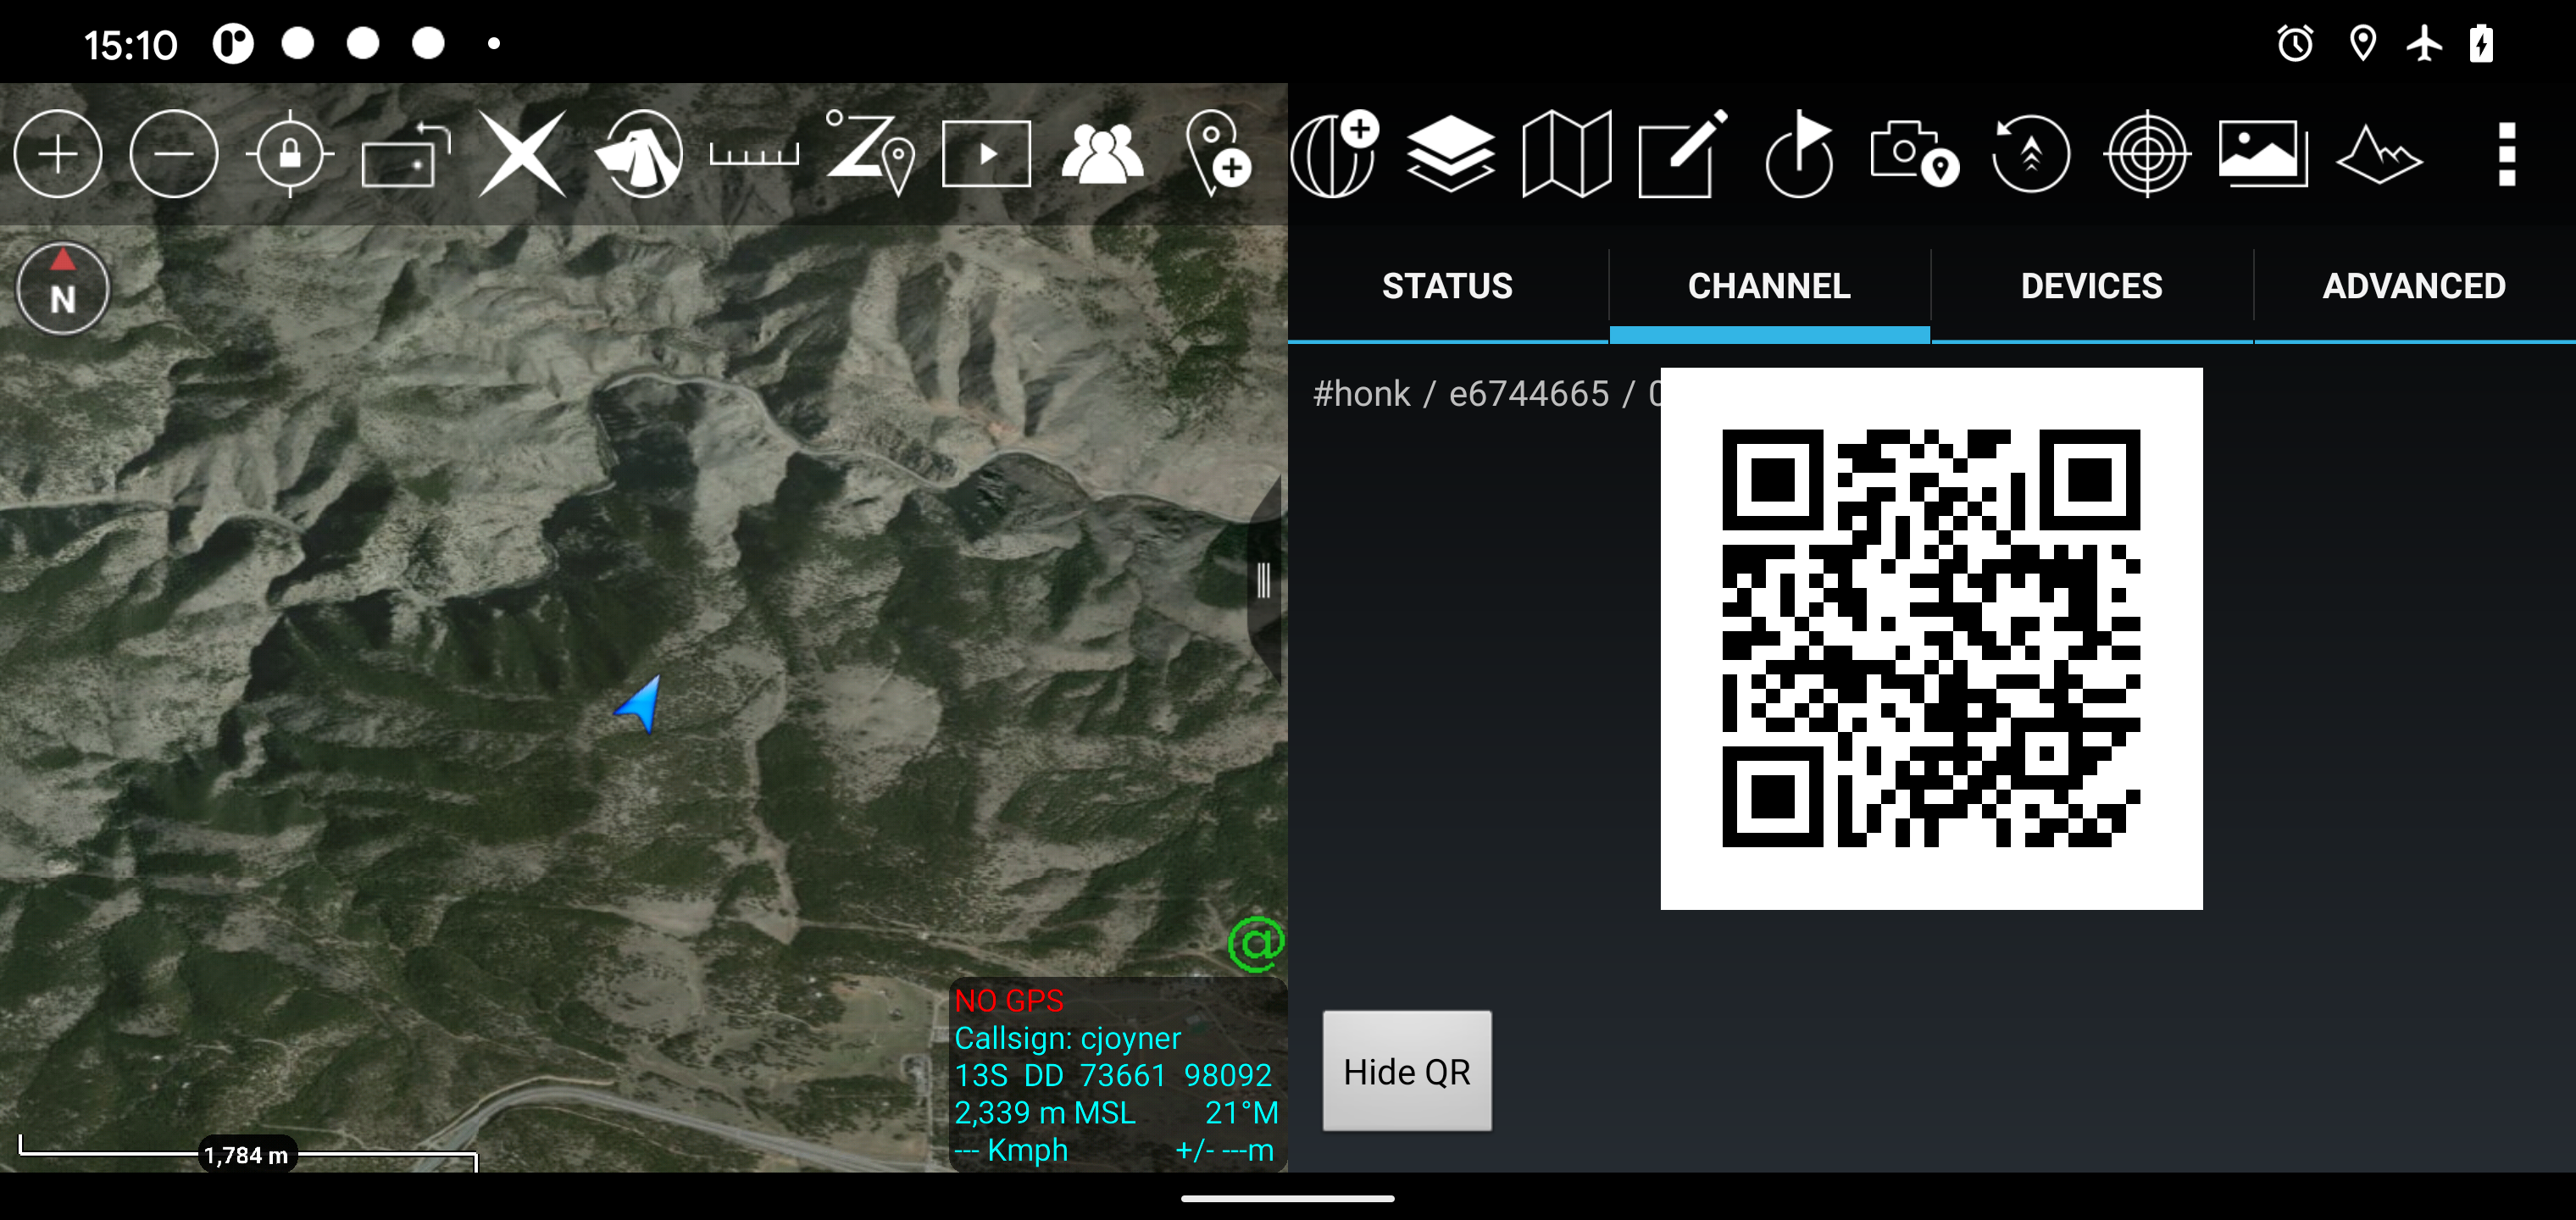 15:10
STATUS
CHANNEL
DEVICES
ADVANCED
N
#honk / e6744665 /
Hide QR
@
NO GPS
Callsign: cjoyner
13S DD 73661 98092
2,339 m MSL 21°M
--- Kmph +/- ---m
1,784 m